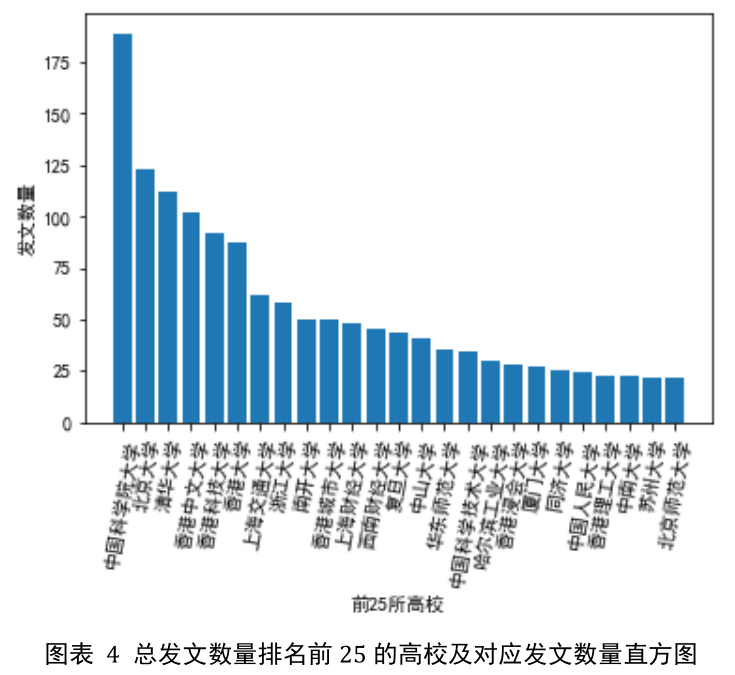 175
150
125
100
75
50
25
0
发文数量
中国科学院大学
北京大学
清华大学
香港中文大学
香港科技大学
香港大学
上海交通大学
浙江大学
南开大学
香港城市大学
上海财经大学
西南财经大学
复旦大学
中山大学
华东师范大学
中国科学技术大学
哈尔滨工业大学
香港浸会大学
厦门大学
同济大学
中国人民大学
香港理工大学
中南大学
苏州大学
北京师范大学
前25所高校
图表 4 总发文数量排名前 25 的高校及对应发文数量直方图